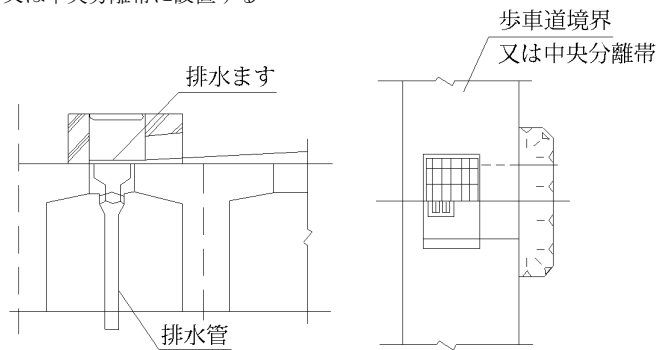 又は中央分離帯に設置する
歩車道境界
又は中央分離帯
排水ます
排水管